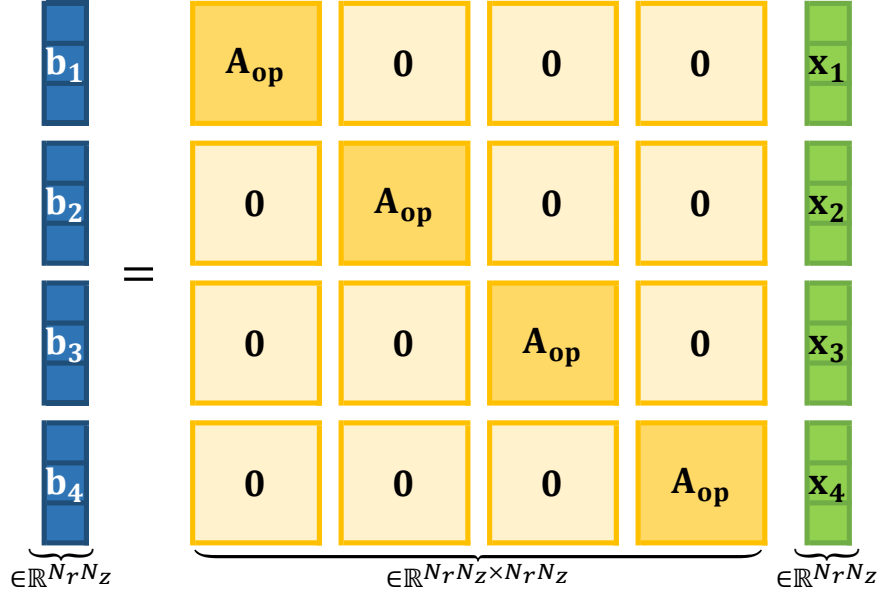 b₁ A_op 0 0 0 x₁
b₂ 0 A_op 0 0 x₂
=
b₃ 0 0 A_op 0 x₃
b₄ 0 0 0 A_op x₄
∈ℝ^{N_r N_z} ∈ℝ^{N_r N_z × N_r N_z} ∈ℝ^{N_r N_z}